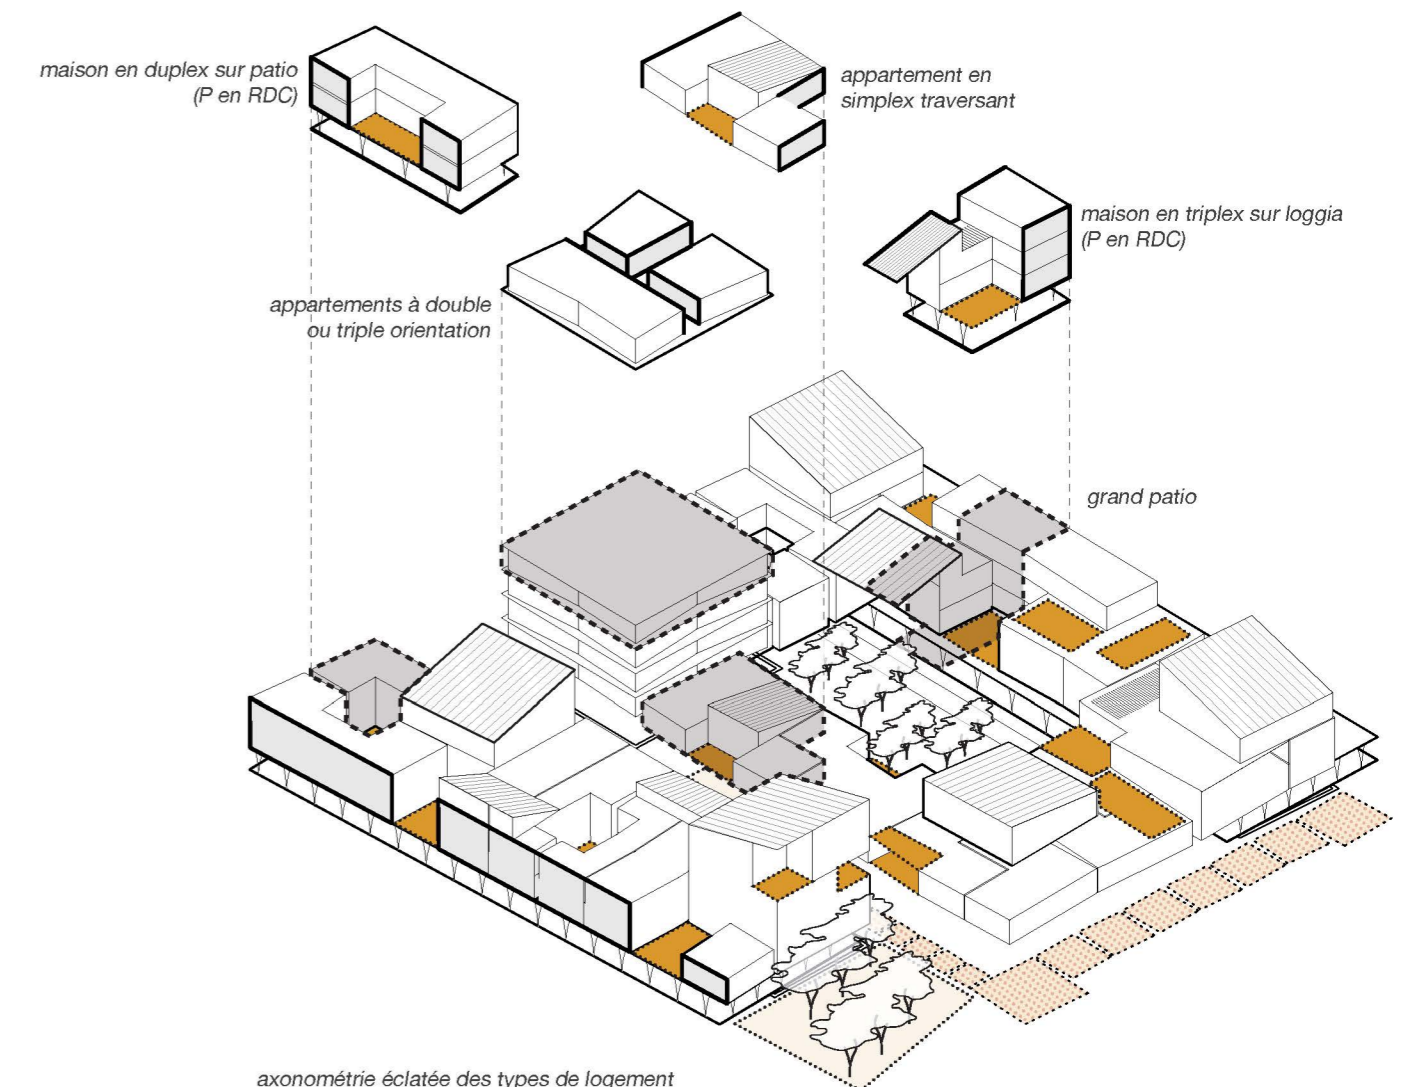 maison en duplex sur patio
(P en RDC)
appartement en
simplex traversant
maison en triplex sur loggia
(P en RDC)
appartements à double
ou triple orientation
grand patio
axonométrie éclatée des types de logement